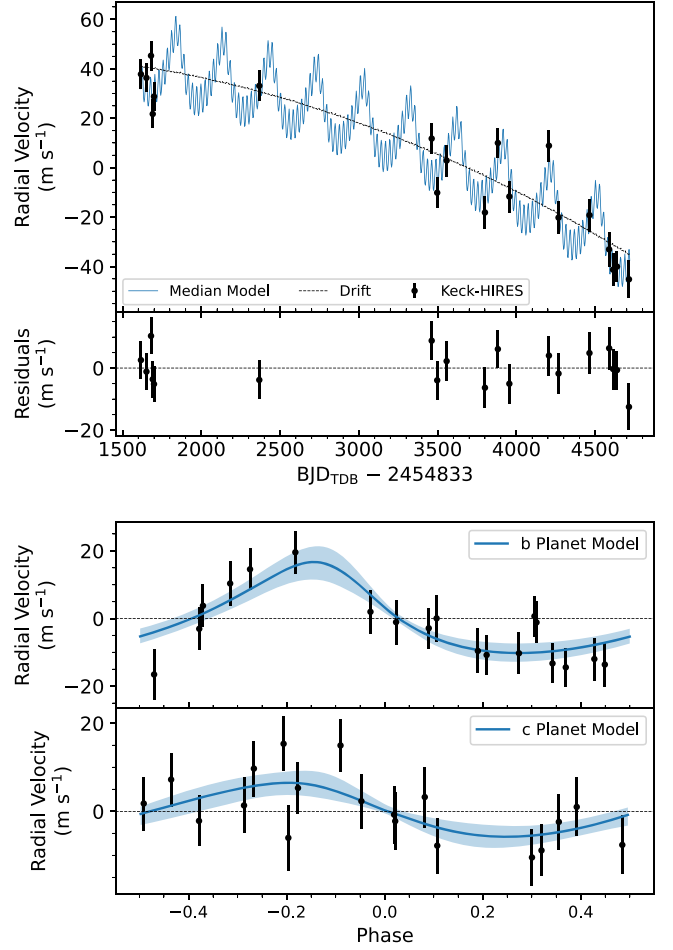 60
40
20
0
−20
−40
Radial Velocity
(m s⁻¹)
Median Model
Drift
Keck-HIRES
0
−20
Residuals
(m s⁻¹)
1500 2000 2500 3000 3500 4000 4500
BJD_TDB − 2454833
20
0
−20
Radial Velocity
(m s⁻¹)
b Planet Model
20
0
Radial Velocity
(m s⁻¹)
c Planet Model
−0.4 −0.2 0.0 0.2 0.4
Phase